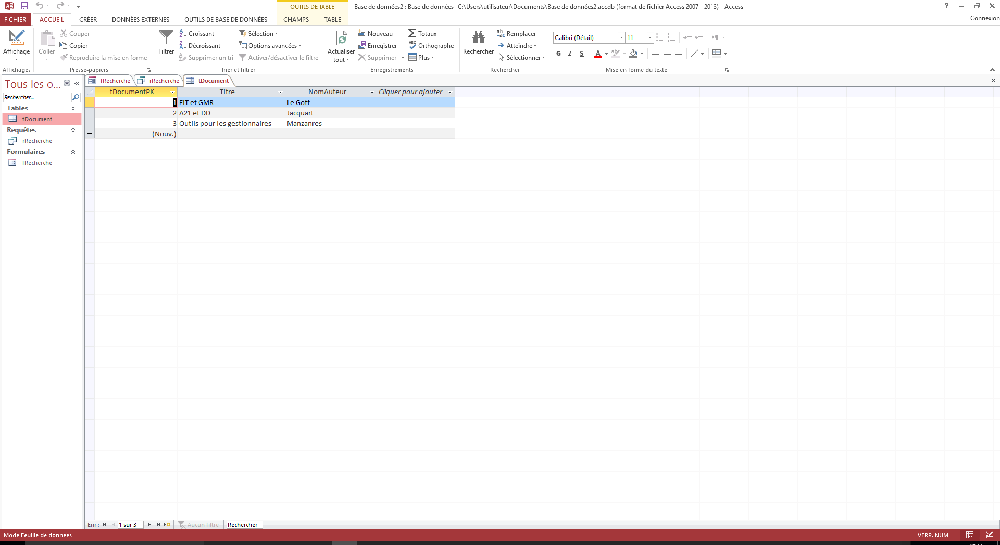 OUTILS DE TABLE
Base de données2 : Base de données- C:\Users\utilisateur\Documents\Base de données2.accdb (format de fichier Access 2007 - 2013) - Access
?
FICHIER ACCUEIL CRÉER DONNÉES EXTERNES OUTILS DE BASE DE DONNÉES CHAMPS TABLE
Connexion
Affichage
Affichages
Coller
Couper
Copier
Reproduire la mise en forme
Presse-papiers
Filtrer
Croissant
Décroissant
Supprimer un tri
Sélection
Options avancées
Activer/désactiver le filtre
Trier et filtrer
Actualiser
tout
Nouveau
Enregistrer
Supprimer
Totaux
Orthographe
Plus
Enregistrements
Rechercher
Remplacer
Atteindre
Sélectionner
Rechercher
Calibri (Détail) 11
G I S
Mise en forme du texte
Tous les o...
Rechercher...
Tables
tDocument
Requêtes
rRecherche
Formulaires
fRecherche
fRecherche rRecherche tDocument
tDocumentPK Titre NomAuteur Cliquer pour ajouter
1 EIT et GMR Le Goff
2 A21 et DD Jacquart
3 Outils pour les gestionnaires Manzanres
(Nouv.)
Enr : 1 sur 3 Aucun filtre Rechercher
Mode Feuille de données
VERR. NUM.